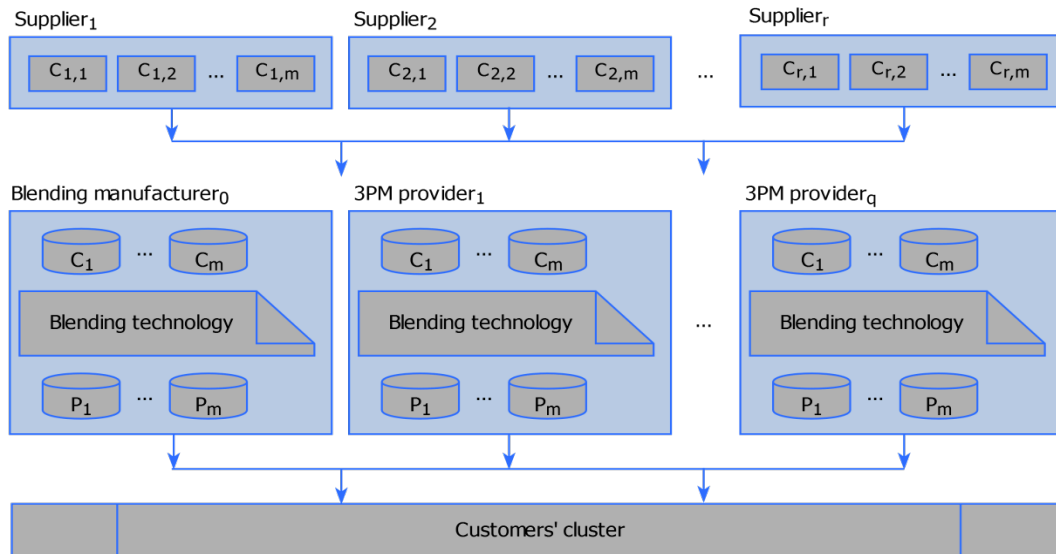 Supplier₁ Supplier₂ Supplierᵣ
C₁,₁ C₁,₂ ... C₁,ₘ C₂,₁ C₂,₂ ... C₂,ₘ ... Cᵣ,₁ Cᵣ,₂ ... Cᵣ,ₘ
Blending manufacturer₀ 3PM provider₁ 3PM provider_q
C₁ ... Cₘ C₁ ... Cₘ C₁ ... Cₘ
Blending technology Blending technology ... Blending technology
P₁ ... Pₘ P₁ ... Pₘ P₁ ... Pₘ
Customers' cluster